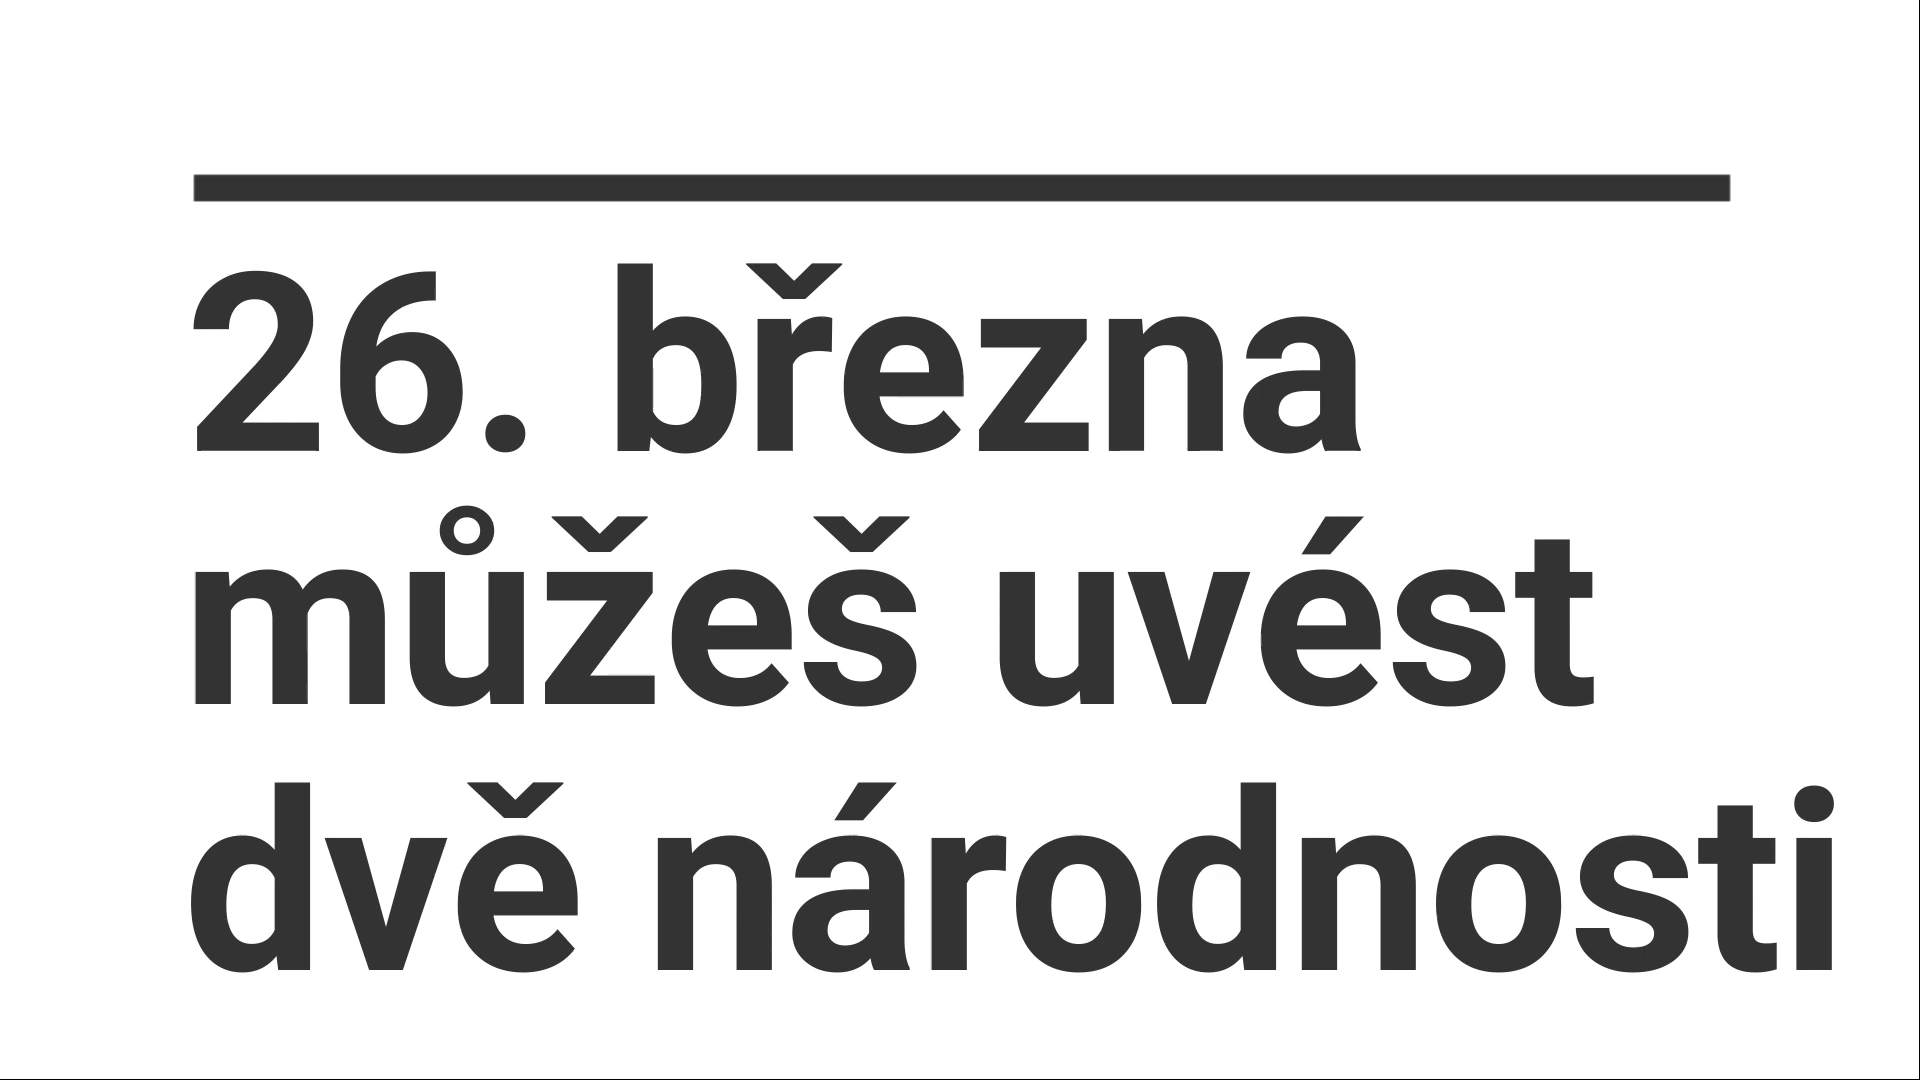 26. března
můžeš uvést
dvě národnosti